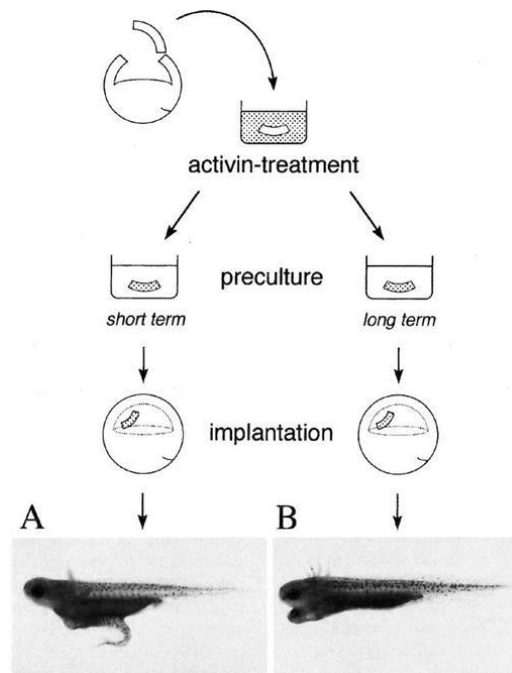 activin-treatment
preculture
short term
long term
implantation
A
B